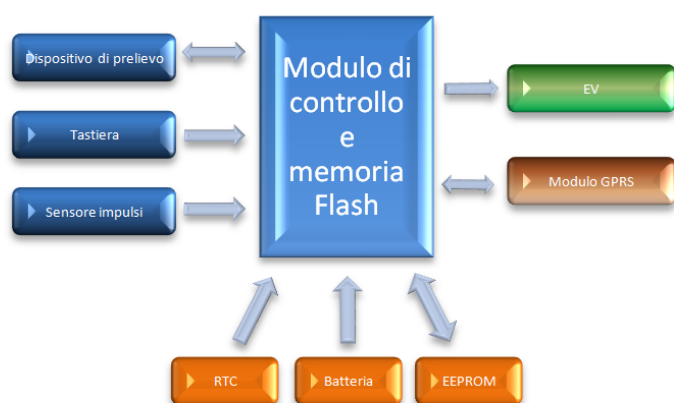 Dispositivo di prelievo
Tastiera
Sensore impulsi
Modulo di
controllo
e
memoria
Flash
EV
Modulo GPRS
RTC
Batteria
EEPROM